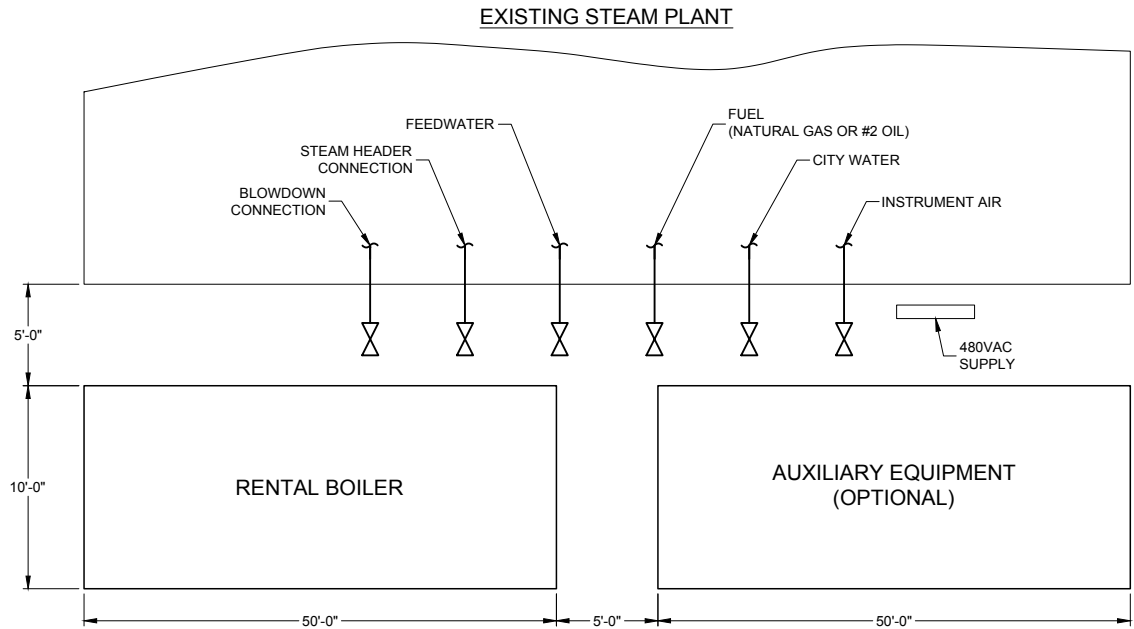 EXISTING STEAM PLANT
FUEL
(NATURAL GAS OR #2 OIL)
FEEDWATER
STEAM HEADER
CONNECTION
CITY WATER
BLOWDOWN
CONNECTION
INSTRUMENT AIR
5'-0"
480VAC
SUPPLY
10'-0"
RENTAL BOILER
AUXILIARY EQUIPMENT
(OPTIONAL)
50'-0"
5'-0"
50'-0"